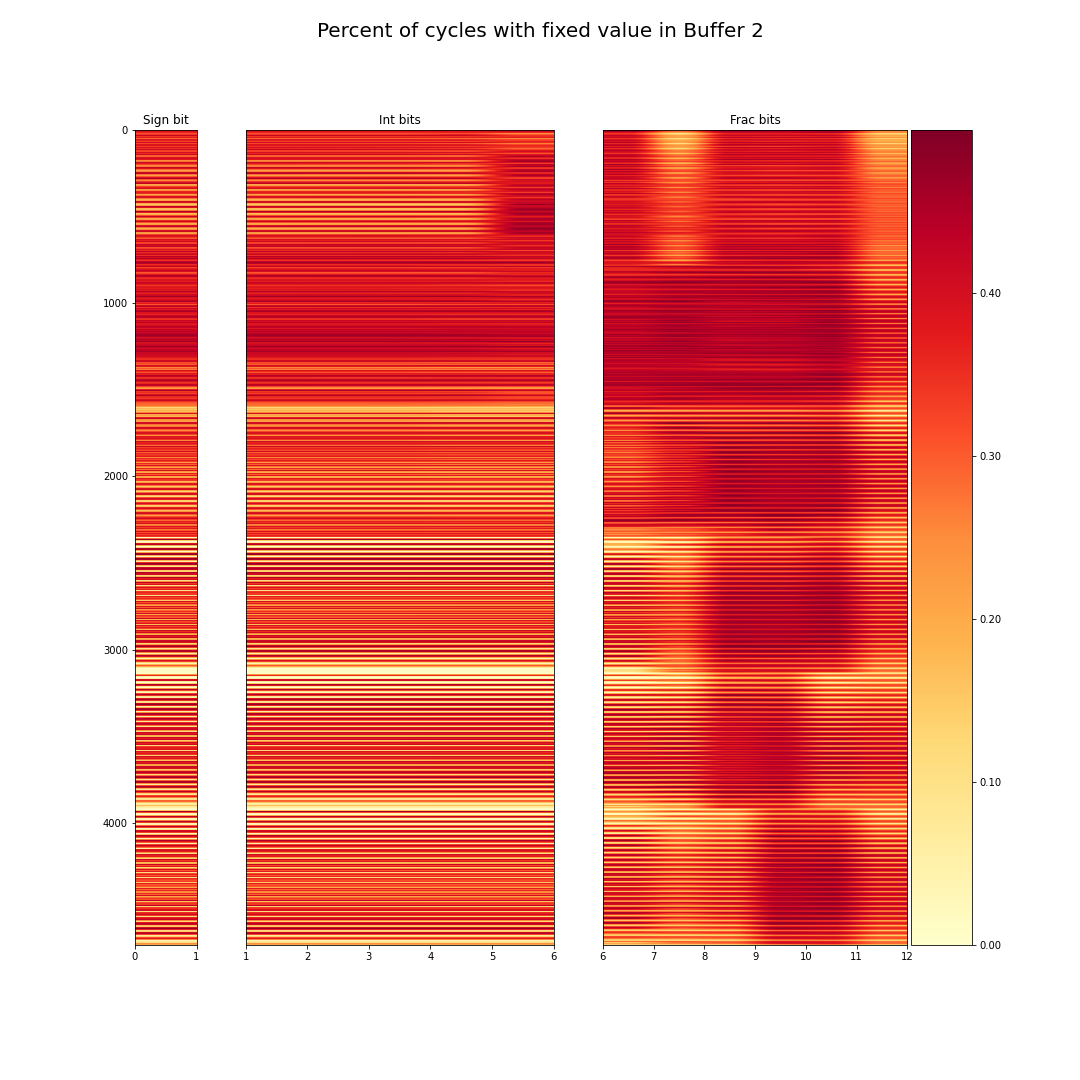 Percent of cycles with fixed value in Buffer 2
Sign bit
Int bits
Frac bits
0
1000
2000
3000
4000
0 1
1 2 3 4 5 6
6 7 8 9 10 11 12
0.40
0.30
0.20
0.10
0.00